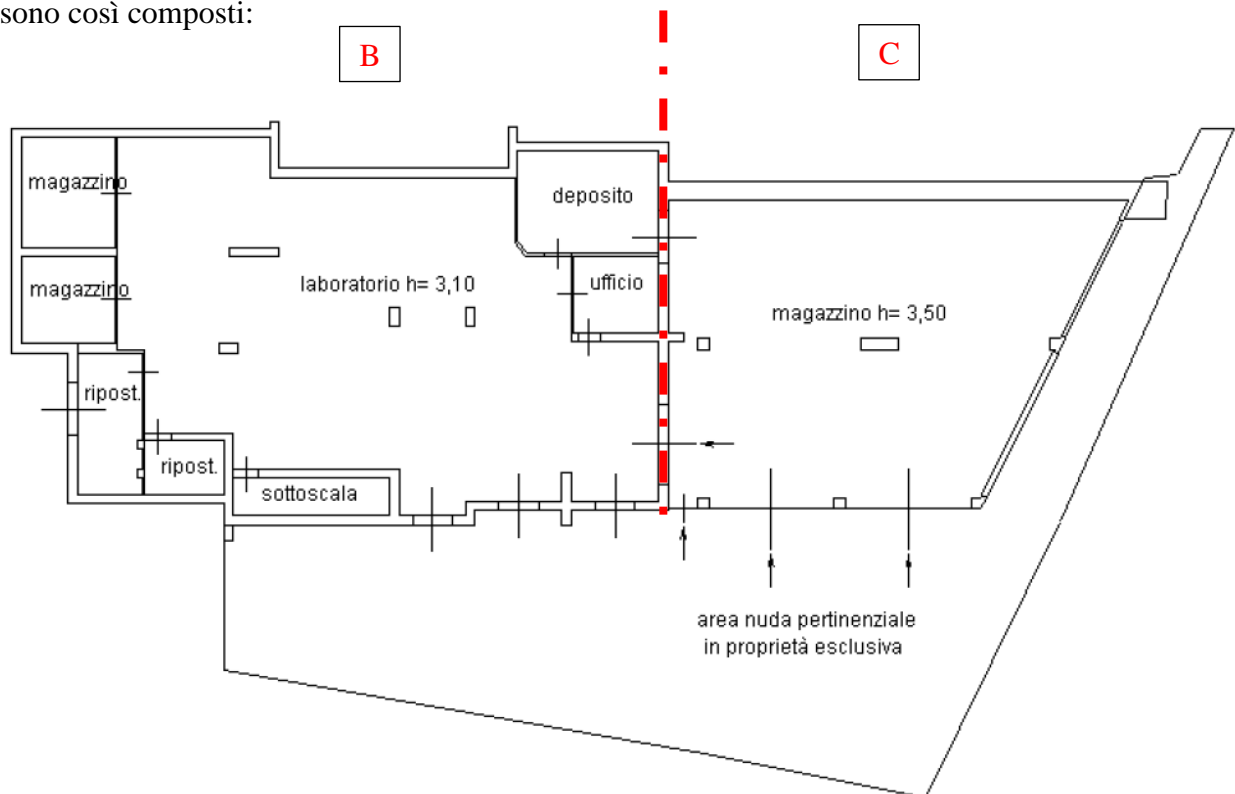 sono così composti:
B
C
magazzino
deposito
magazzino
laboratorio h= 3,10
ufficio
magazzino h= 3,50
ripost.
ripost.
sottoscala
area nuda pertinenziale
in proprietà esclusiva